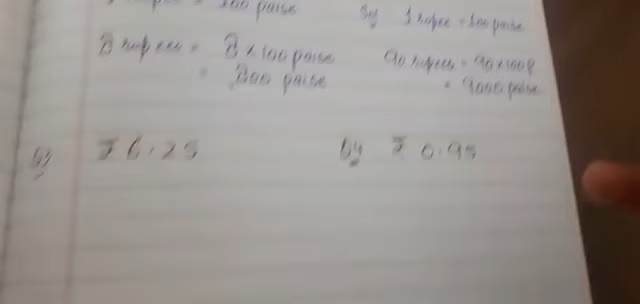 = 100 paise
1 rupee = 100 paise
8 rupees = 8 x 100 paise
= 800 paise
90 rupees = 90 x 100 P
= 9000 paise
₹ 6.25
₹ 0.95